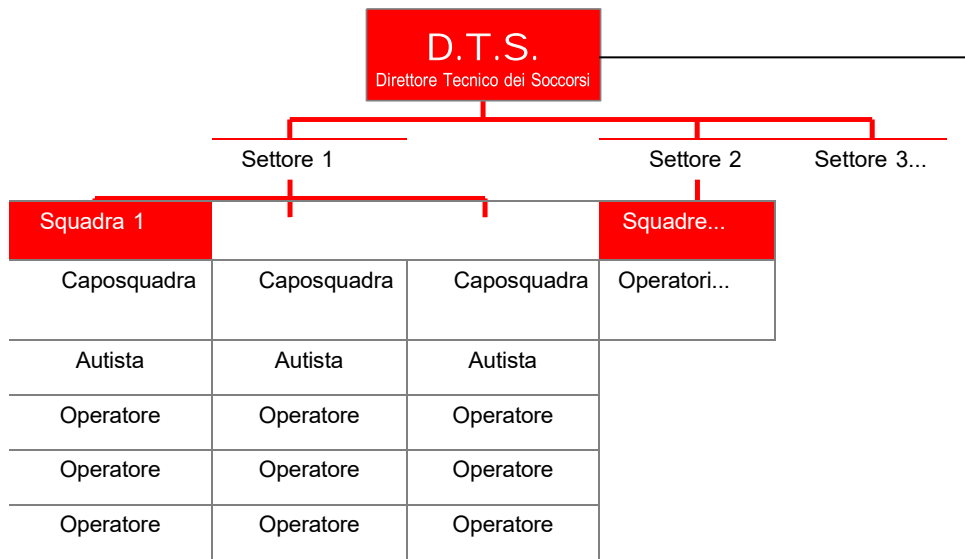 D.T.S.
Direttore Tecnico dei Soccorsi
Settore 1 Settore 2 Settore 3...
Squadra 1 Squadre...
Caposquadra Caposquadra Caposquadra Operatori...
Autista Autista Autista
Operatore Operatore Operatore
Operatore Operatore Operatore
Operatore Operatore Operatore